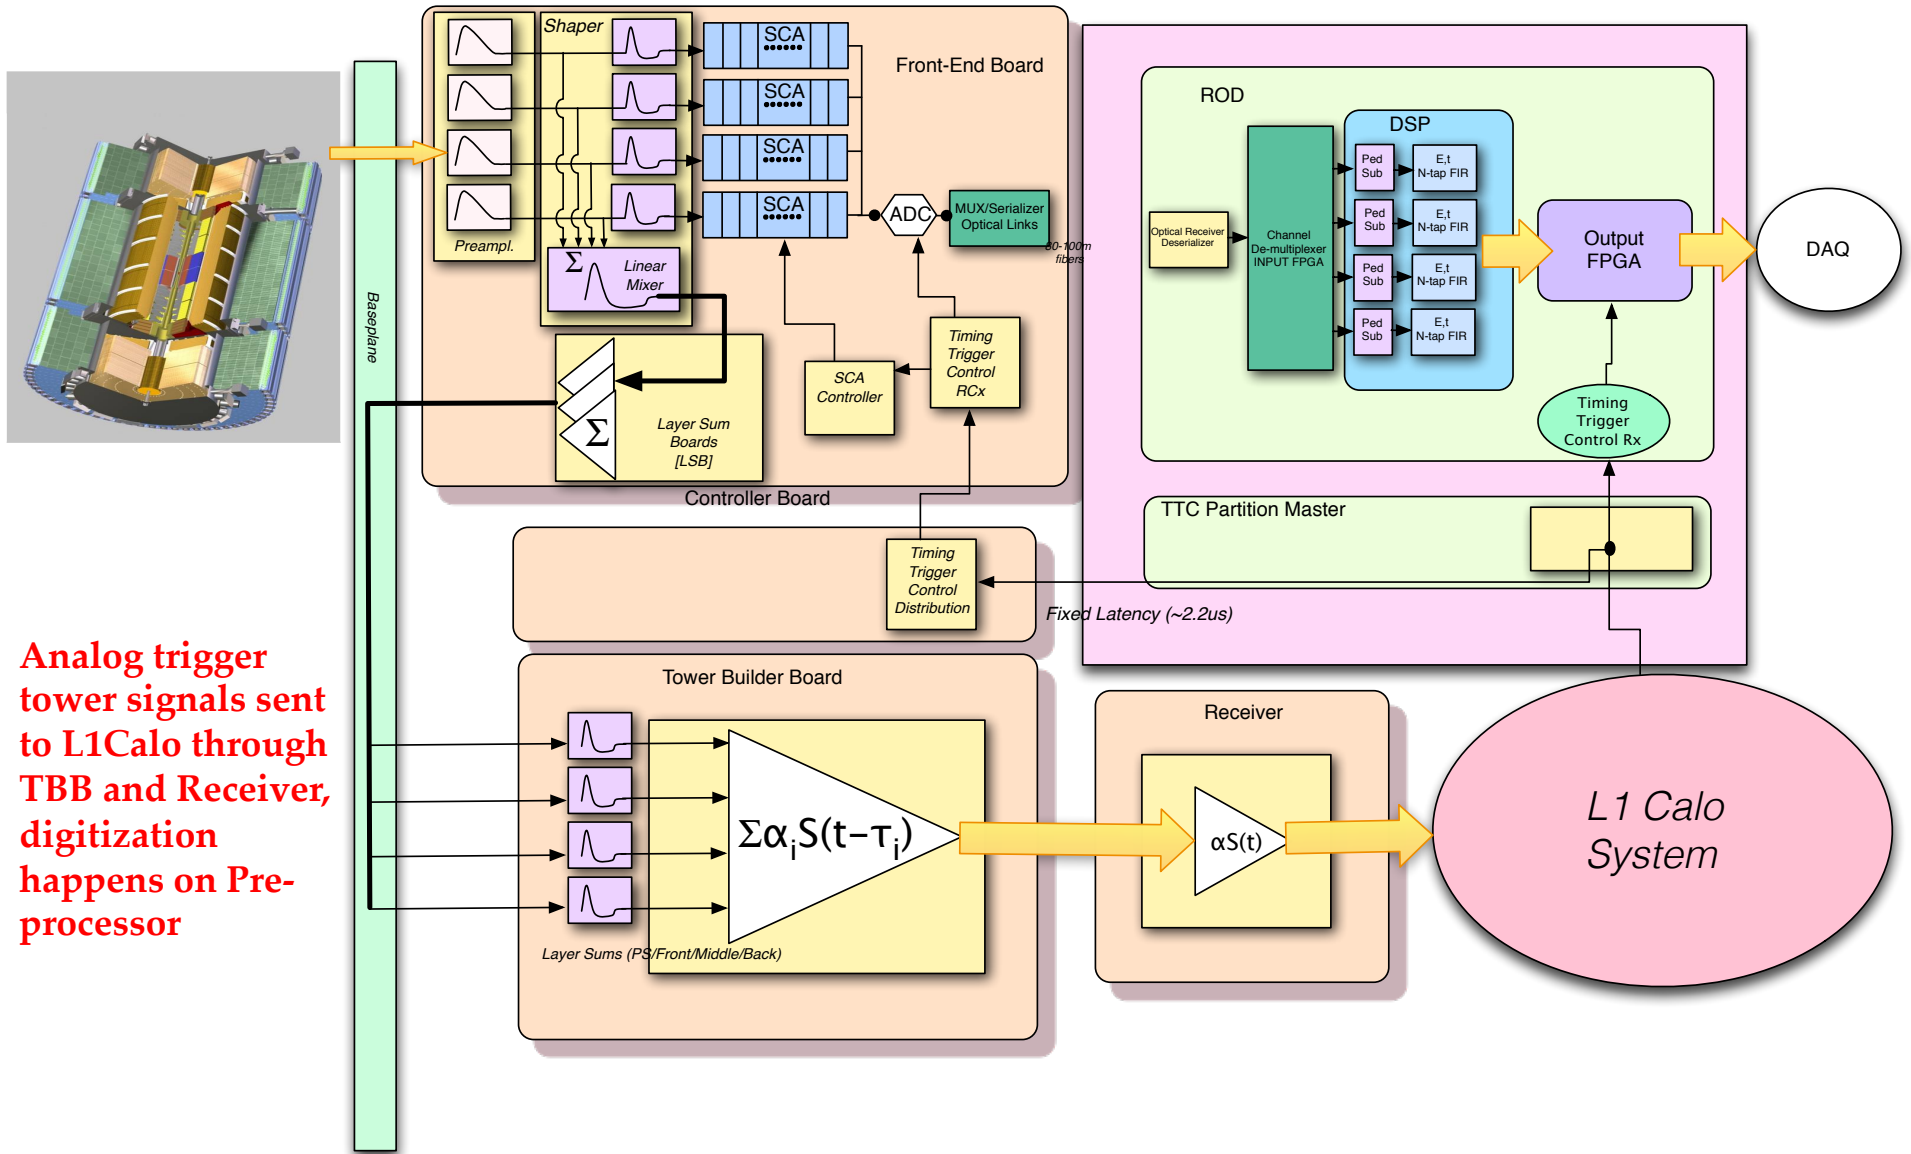 Shaper
Preampl.
Σ
Linear
Mixer
SCA
SCA
SCA
SCA
Front-End Board
ADC
MUX/Serializer
Optical Links
80-100m
fibers
Baseplane
Σ
Layer Sum
Boards
[LSB]
SCA
Controller
Timing
Trigger
Control
RCx
Controller Board
Timing
Trigger
Control
Distribution
Fixed Latency (~2.2us)
ROD
Optical Receiver
Deserializer
Channel
De-multiplexer
INPUT FPGA
DSP
Ped
Sub
E,t
N-tap FIR
Ped
Sub
E,t
N-tap FIR
Ped
Sub
E,t
N-tap FIR
Ped
Sub
E,t
N-tap FIR
Output
FPGA
DAQ
Timing
Trigger
Control Rx
TTC Partition Master
Analog trigger
tower signals sent
to L1Calo through
TBB and Receiver,
digitization
happens on Pre-
processor
Tower Builder Board
ΣαᵢS(t−τᵢ)
Layer Sums (PS/Front/Middle/Back)
Receiver
αS(t)
L1 Calo
System